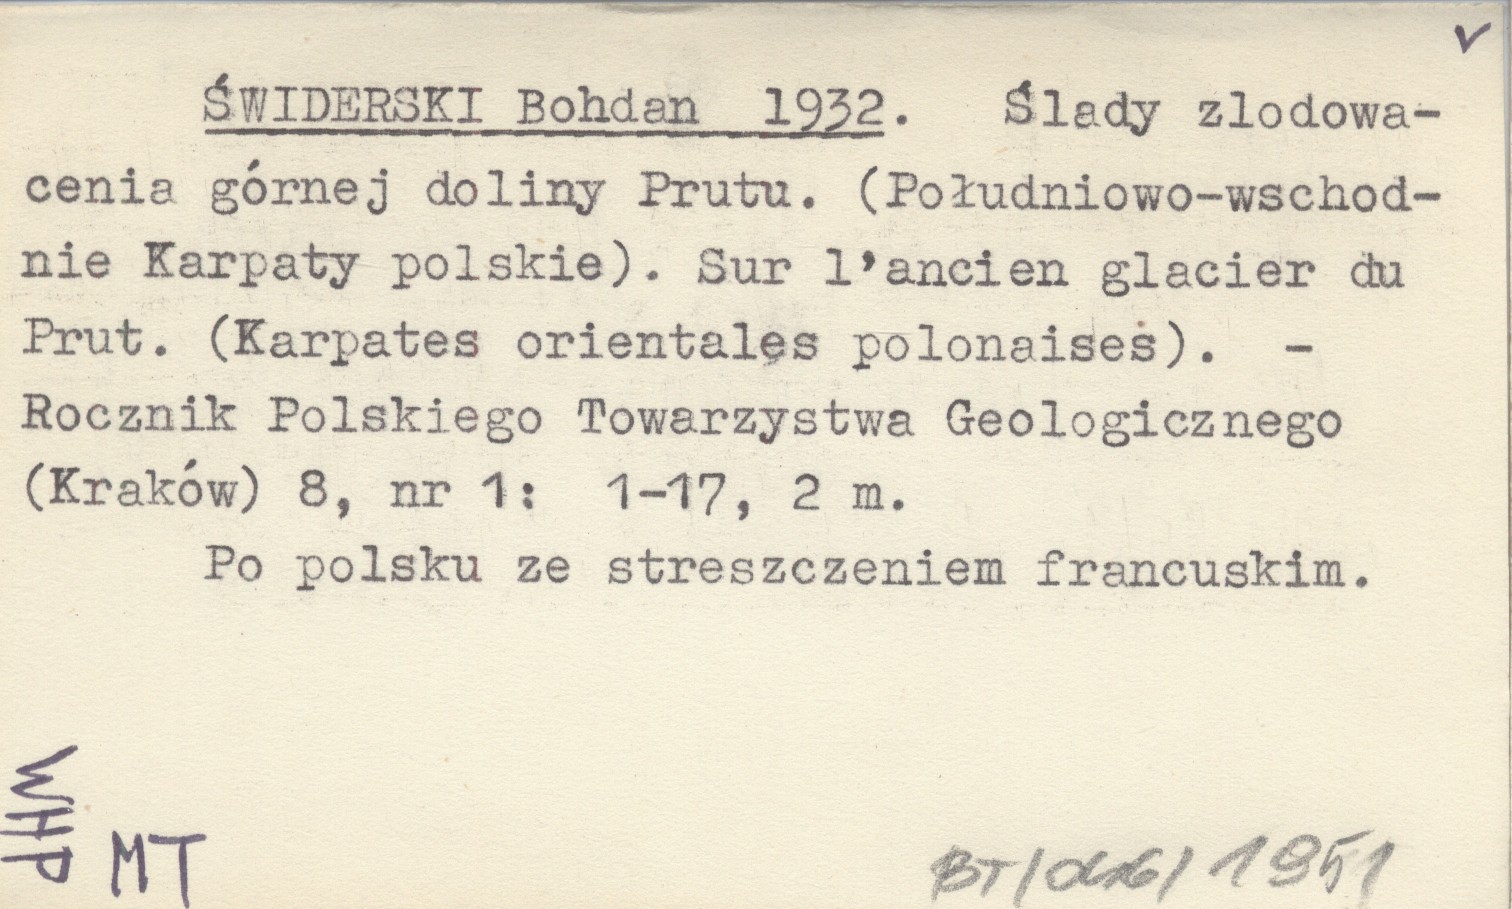 ŚWIDERSKI Bohdan 1932. Ślady zlodowa-
cenia górnej doliny Prutu. (Południowo-wschod-
nie Karpaty polskie). Sur l'ancien glacier du
Prut. (Karpates orientales polonaises). -
Rocznik Polskiego Towarzystwa Geologicznego
(Kraków) 8, nr 1: 1-17, 2 m.
Po polsku ze streszczeniem francuskim.
WHP
MT
1951